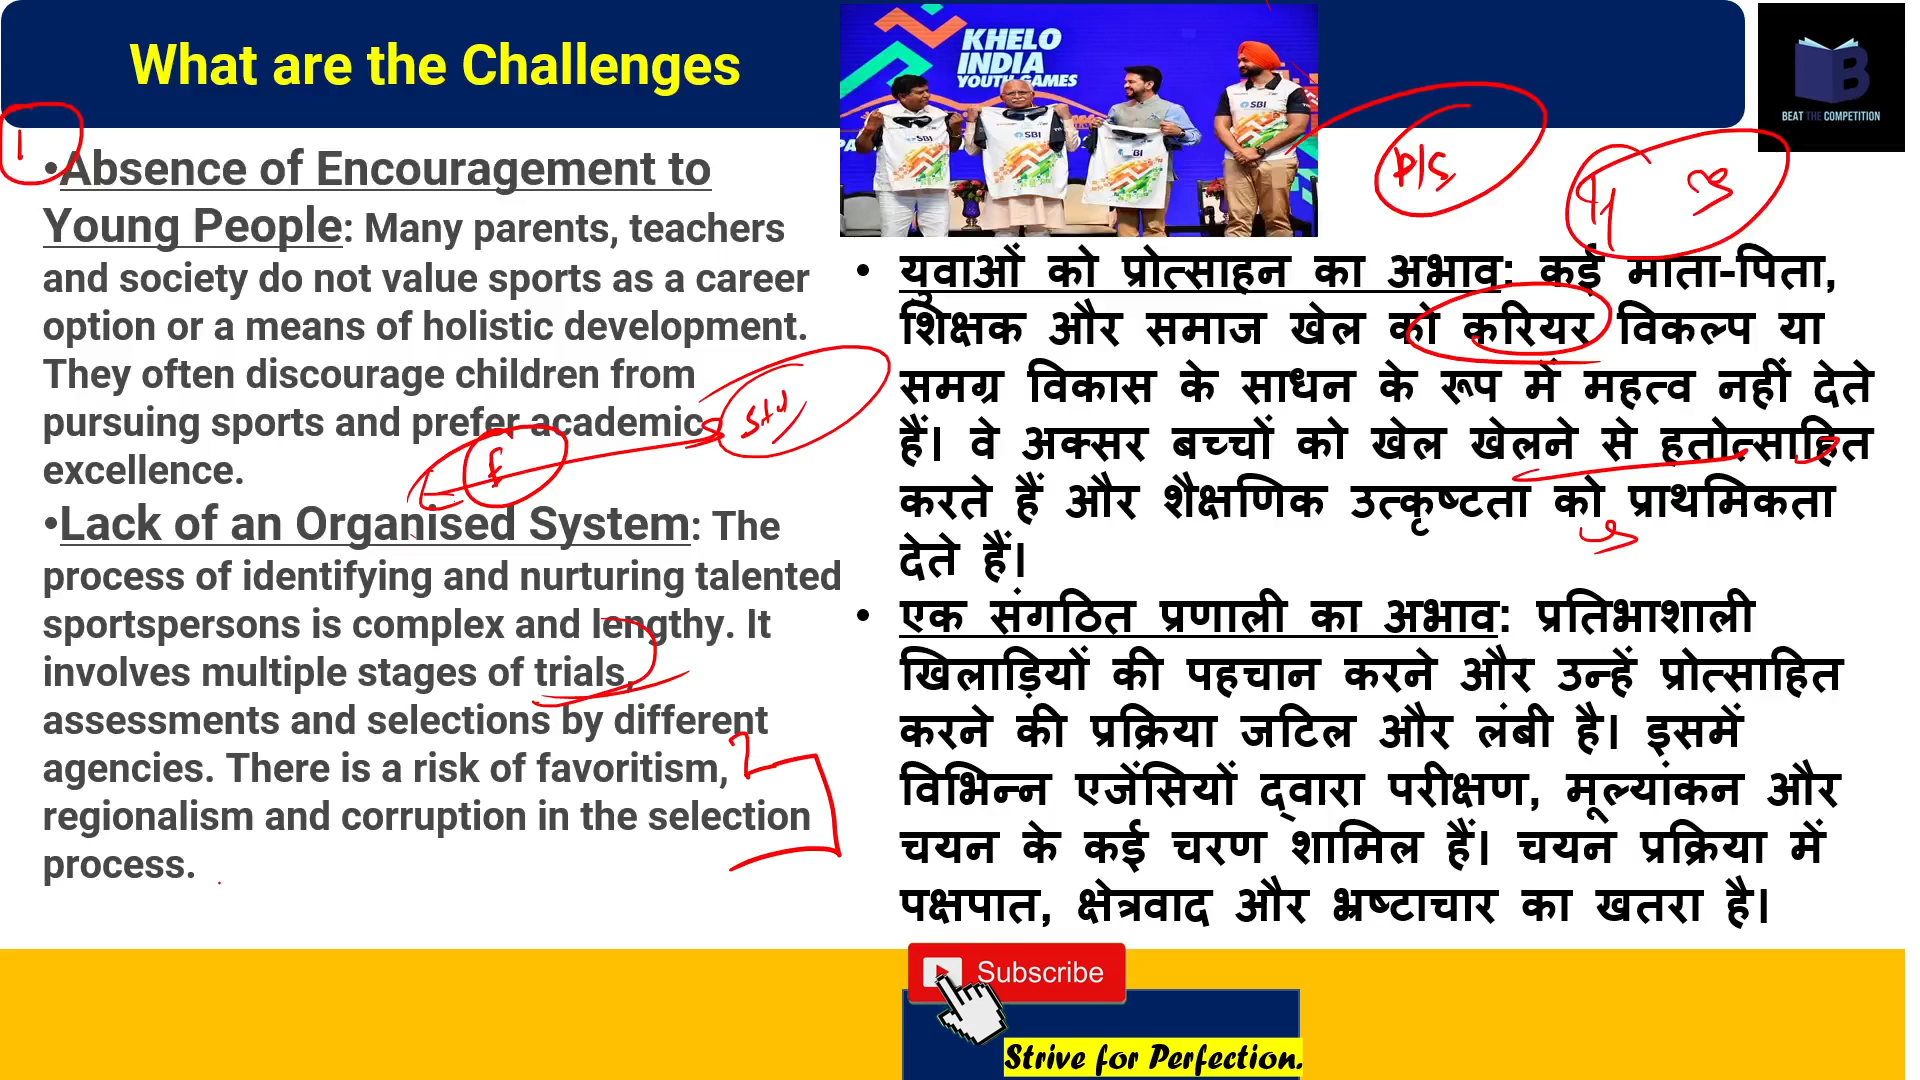 What are the Challenges
KHELO
INDIA
YOUTH GAMES
SBI
SBI
SBI
SBI
B
BEAT THE COMPETITION
1
P/S
•Absence of Encouragement to
Young People: Many parents, teachers
and society do not value sports as a career
option or a means of holistic development.
They often discourage children from
pursuing sports and prefer academic
excellence.
•Lack of an Organised System: The
process of identifying and nurturing talented
sportspersons is complex and lengthy. It
involves multiple stages of trials,
assessments and selections by different
agencies. There is a risk of favoritism,
regionalism and corruption in the selection
process.
• युवाओं को प्रोत्साहन का अभाव: कई माता-पिता,
शिक्षक और समाज खेल को करियर विकल्प या
समग्र विकास के साधन के रूप में महत्व नहीं देते
हैं। वे अक्सर बच्चों को खेल खेलने से हतोत्साहित
करते हैं और शैक्षणिक उत्कृष्टता को प्राथमिकता
देते हैं।
• एक संगठित प्रणाली का अभाव: प्रतिभाशाली
खिलाड़ियों की पहचान करने और उन्हें प्रोत्साहित
करने की प्रक्रिया जटिल और लंबी है। इसमें
विभिन्न एजेंसियों द्वारा परीक्षण, मूल्यांकन और
चयन के कई चरण शामिल हैं। चयन प्रक्रिया में
पक्षपात, क्षेत्रवाद और भ्रष्टाचार का खतरा है।
Subscribe
Strive for Perfection.